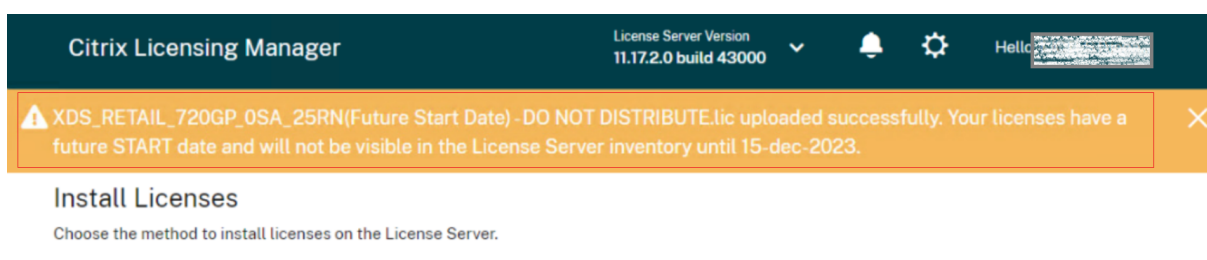 Citrix Licensing Manager
License Server Version
11.17.2.0 build 43000
Hello
XDS_RETAIL_720GP_0SA_25RN(Future Start Date) -DO NOT DISTRIBUTE.lic uploaded successfully. Your licenses have a
future START date and will not be visible in the License Server inventory until 15-dec-2023.
Install Licenses
Choose the method to install licenses on the License Server.